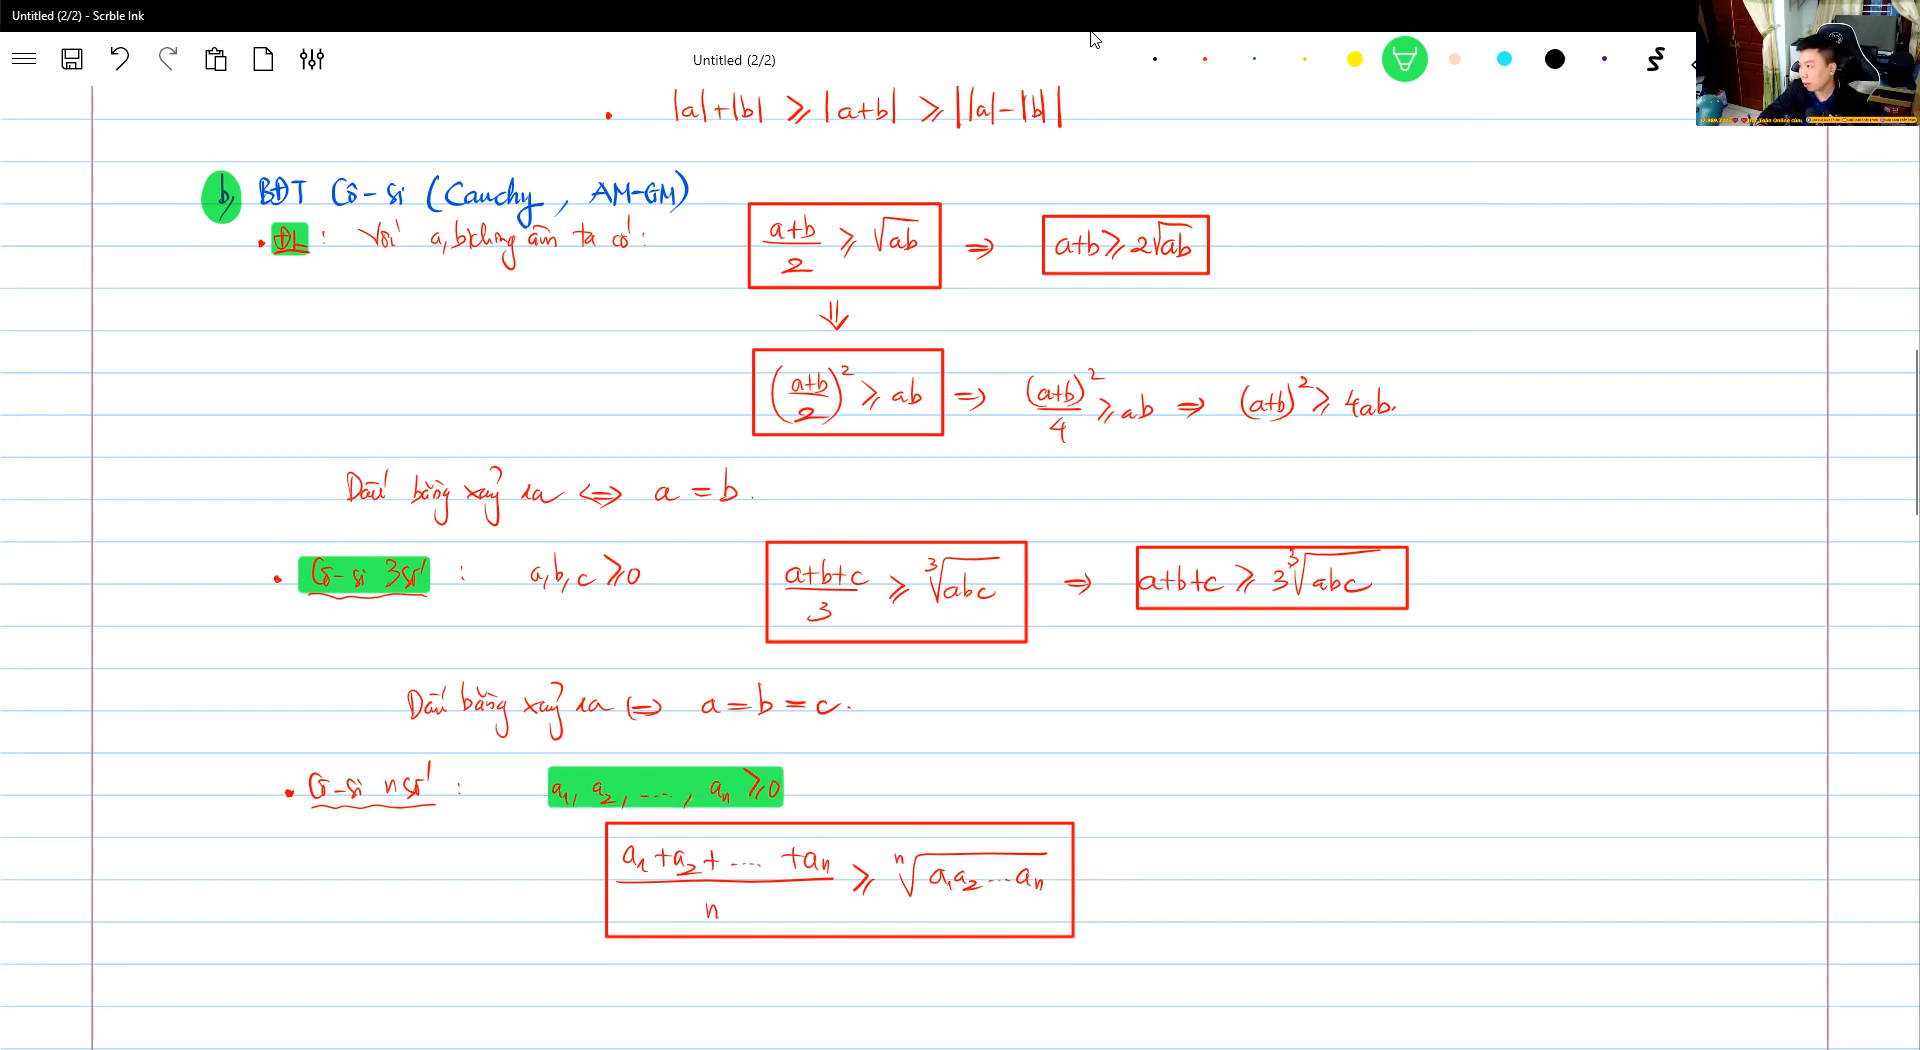 Untitled (2/2) - Scrble Ink
Untitled (2/2)
• |a|+|b| ⩾ |a+b| ⩾ ||a|-|b||
b, BĐT Cô-si (Cauchy, AM-GM)
• ĐL : Với a,b không âm ta có: (a+b)/2 ⩾ √ab ⇒ a+b ⩾ 2√ab
⇓
((a+b)/2)² ⩾ ab ⇒ (a+b)²/4 ⩾ ab ⇒ (a+b)² ⩾ 4ab.
Dấu bằng xảy ra ⇔ a = b.
• Cô-si 3 số : a,b,c ⩾ 0 (a+b+c)/3 ⩾ ∛abc ⇒ a+b+c ⩾ 3∛abc
Dấu bằng xảy ra ⇔ a = b = c.
• Cô-si n số : a₁, a₂, ...., aₙ ⩾ 0
(a₁+a₂+ .... +aₙ)/n ⩾ ⁿ√a₁a₂...aₙ